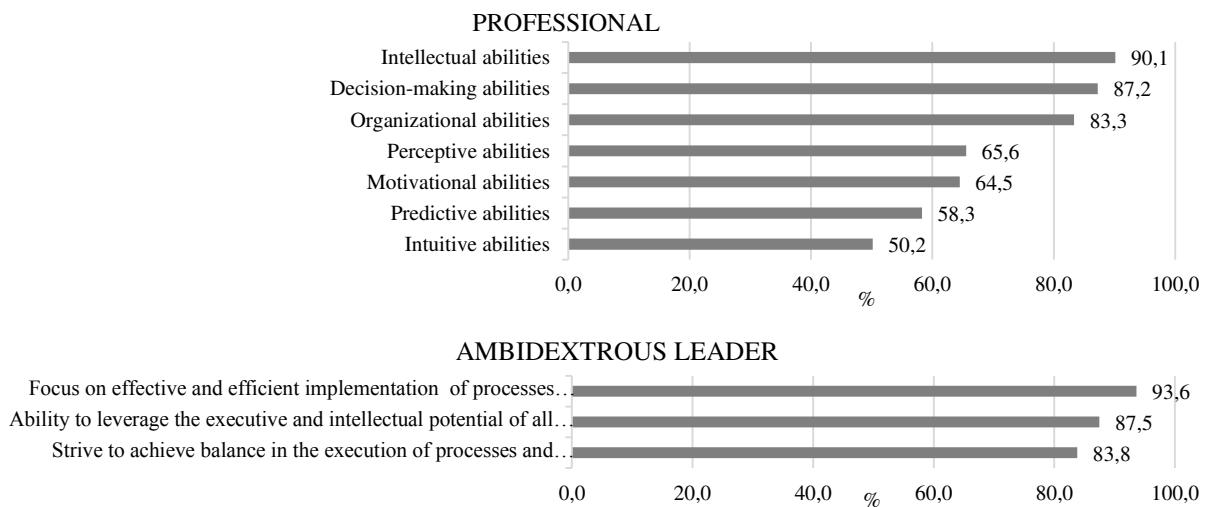 PROFESSIONAL
Intellectual abilities 90,1
Decision-making abilities 87,2
Organizational abilities 83,3
Perceptive abilities 65,6
Motivational abilities 64,5
Predictive abilities 58,3
Intuitive abilities 50,2
0,0 20,0 40,0 60,0 80,0 100,0
%
AMBIDEXTROUS LEADER
Focus on effective and efficient implementation of processes… 93,6
Ability to leverage the executive and intellectual potential of all… 87,5
Strive to achieve balance in the execution of processes and… 83,8
0,0 20,0 40,0 60,0 80,0 100,0
%